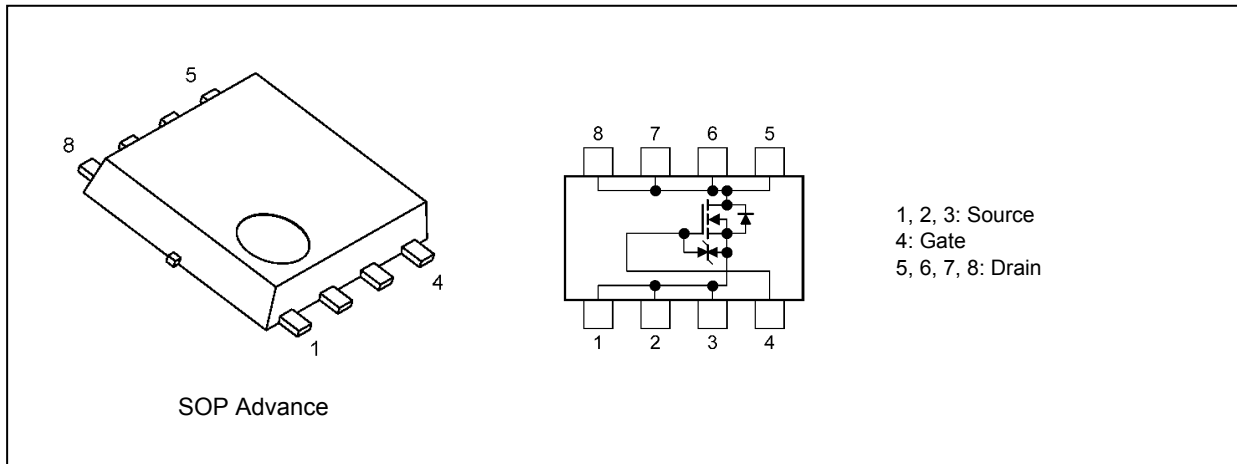 5
8
4
1
SOP Advance
8 7 6 5
1 2 3 4
1, 2, 3: Source
4: Gate
5, 6, 7, 8: Drain